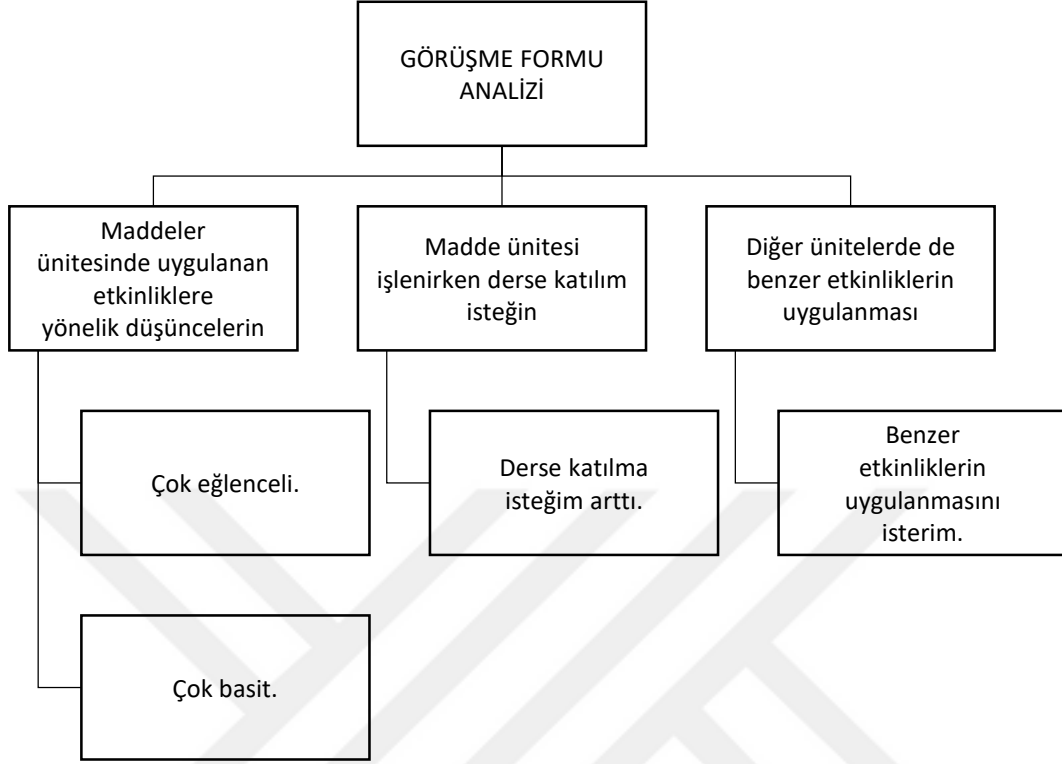 GÖRÜŞME FORMU
ANALİZİ
Maddeler
ünitesinde uygulanan
etkinliklere
yönelik düşüncelerin
Madde ünitesi
işlenirken derse katılım
isteğin
Diğer ünitelerde de
benzer etkinliklerin
uygulanması
Çok eğlenceli.
Derse katılma
isteğim arttı.
Benzer
etkinliklerin
uygulanmasını
isterim.
Çok basit.